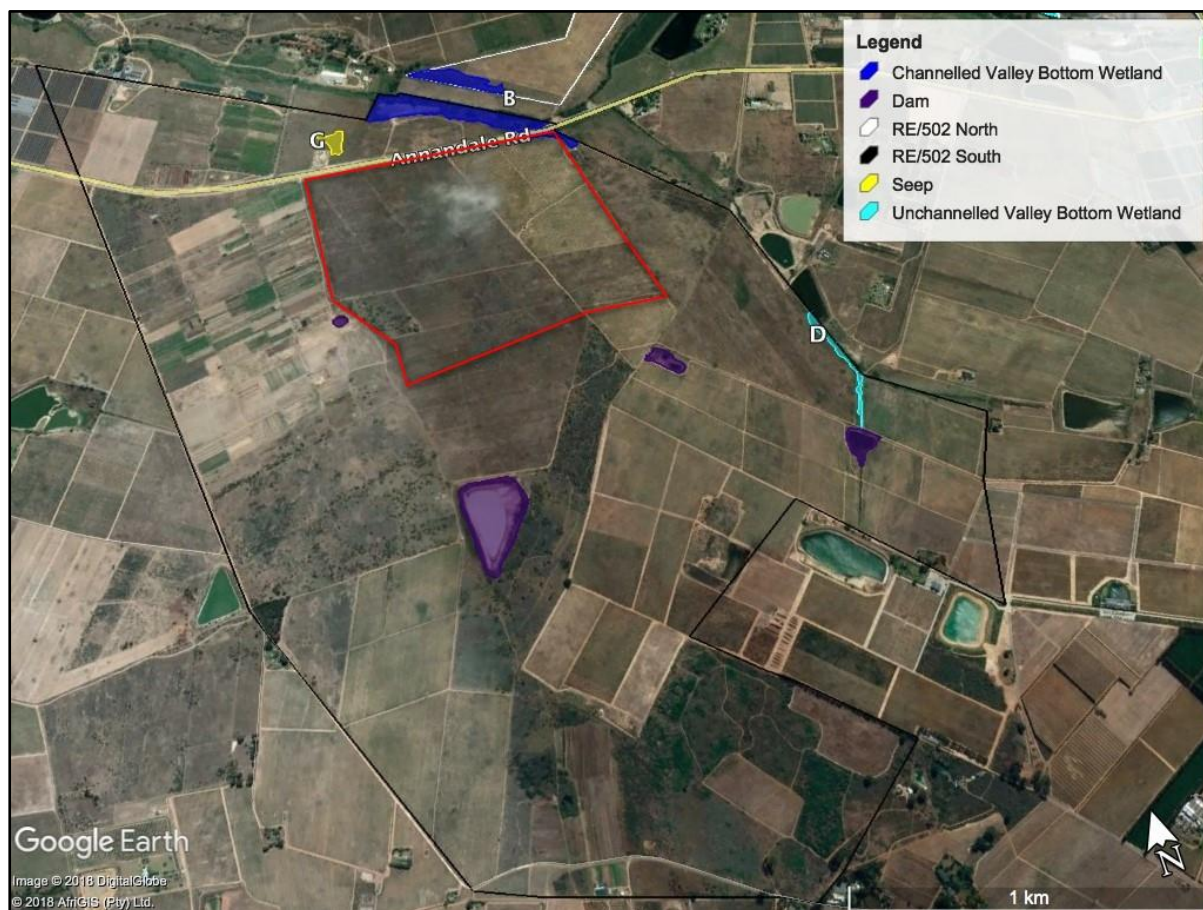 Legend
Channelled Valley Bottom Wetland
Dam
RE/502 North
RE/502 South
Seep
Unchannelled Valley Bottom Wetland
B
G
Annandale Rd
D
N
Google Earth
Image © 2018 DigitalGlobe
© 2018 AfriGIS (Pty) Ltd.
1 km